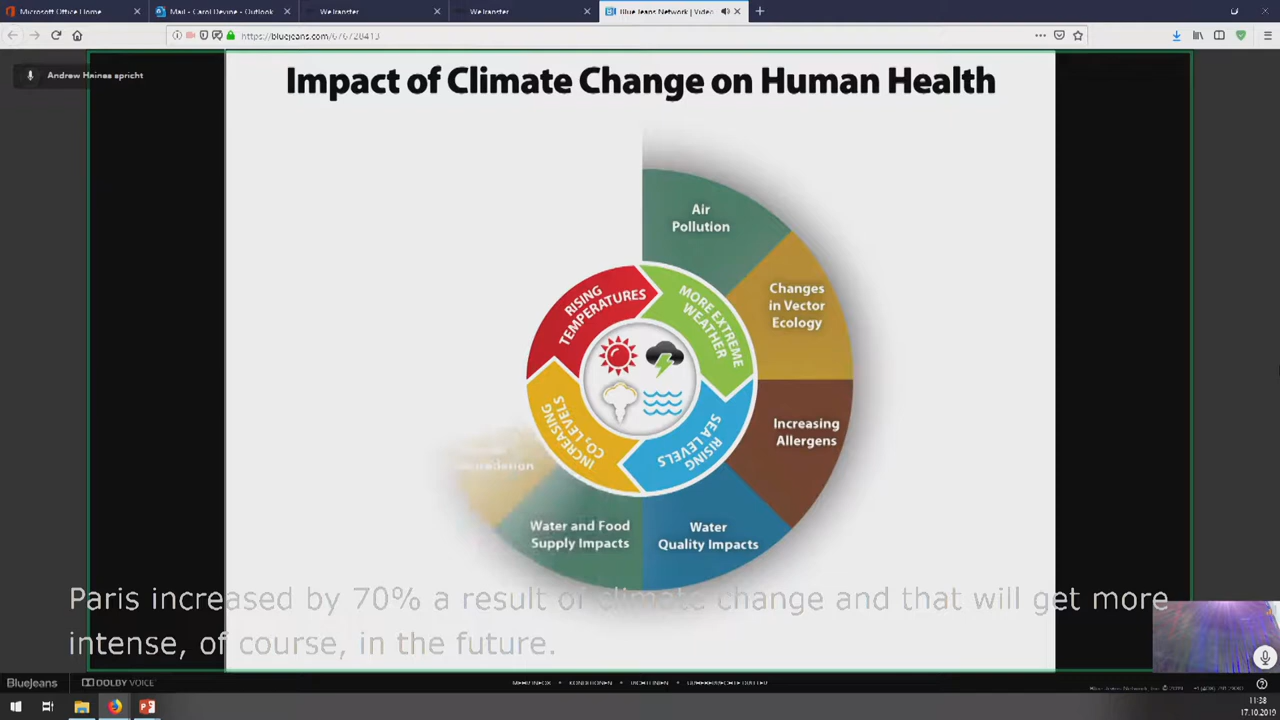 Microsoft Office Home
Mail - Carol Devine - Outlook
WeTransfer
WeTransfer
BlueJeans Network | Video
https://bluejeans.com/676720413
Andrew Haines spricht
Impact of Climate Change on Human Health
Air
Pollution
Changes
in Vector
Ecology
Increasing
Allergens
Water
Quality Impacts
Water and Food
Supply Impacts
RISING
TEMPERATURES
MORE EXTREME
WEATHER
RISING
SEA LEVELS
INCREASING
CO₂ LEVELS
Paris increased by 70% a result of climate change and that will get more
intense, of course, in the future.
BlueJeans
DOLBY VOICE
11:38
17.10.2019